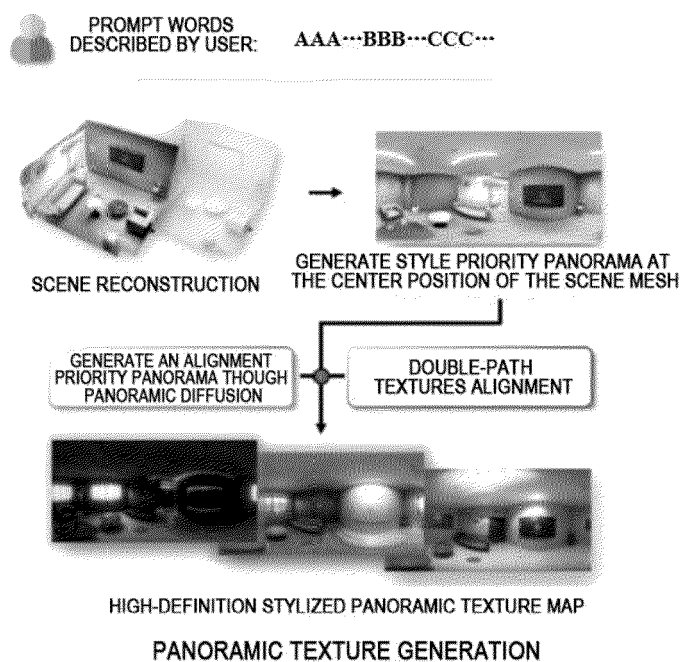 PROMPT WORDS
DESCRIBED BY USER: AAA···BBB···CCC···
SCENE RECONSTRUCTION
GENERATE STYLE PRIORITY PANORAMA AT
THE CENTER POSITION OF THE SCENE MESH
GENERATE AN ALIGNMENT
PRIORITY PANORAMA THOUGH
PANORAMIC DIFFUSION
DOUBLE-PATH
TEXTURES ALIGNMENT
HIGH-DEFINITION STYLIZED PANORAMIC TEXTURE MAP
PANORAMIC TEXTURE GENERATION